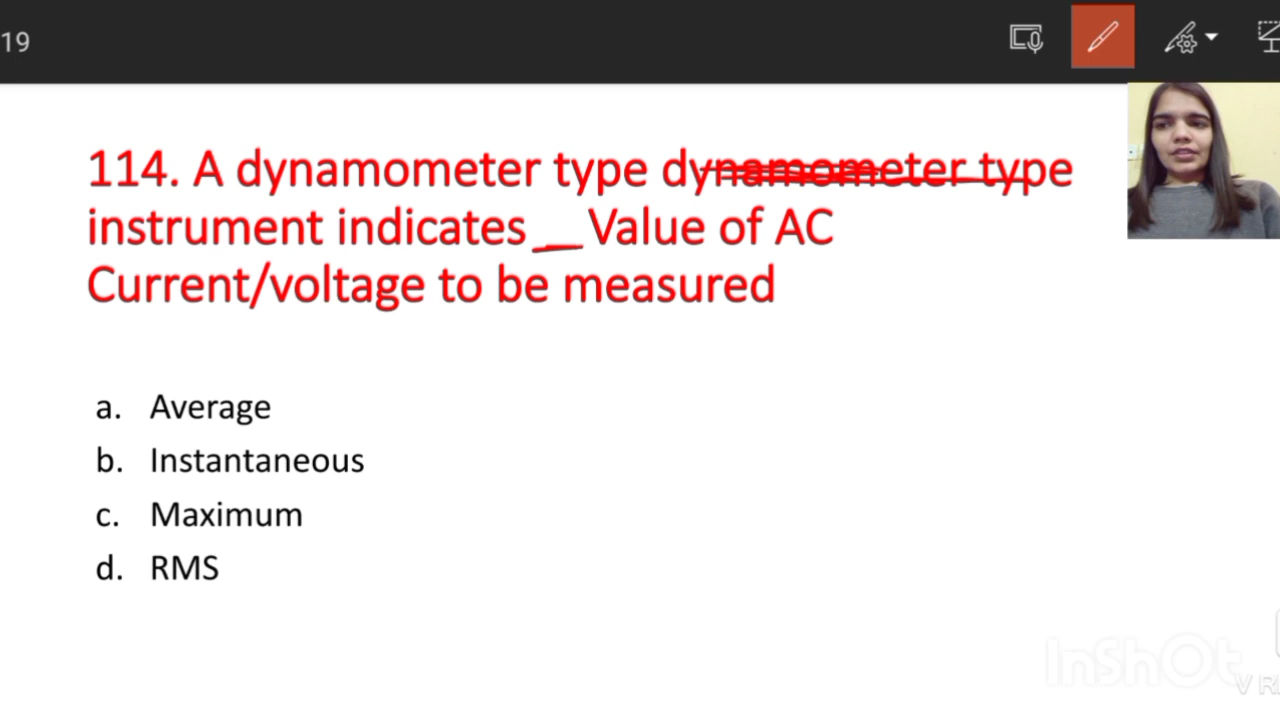 19
114. A dynamometer type dynamometer type
instrument indicates __ Value of AC
Current/voltage to be measured
a. Average
b. Instantaneous
c. Maximum
d. RMS
InShOt